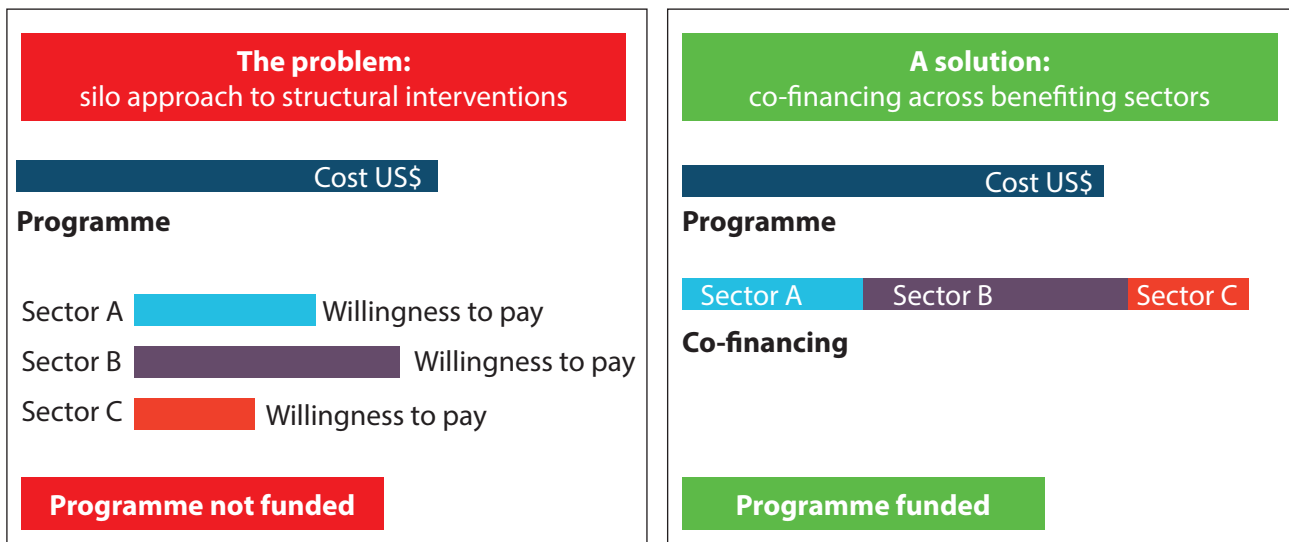 The problem:
silo approach to structural interventions
Cost US$
Programme
Sector A
Willingness to pay
Sector B
Willingness to pay
Sector C
Willingness to pay
Programme not funded
A solution:
co-financing across benefiting sectors
Cost US$
Programme
Sector A
Sector B
Sector C
Co-financing
Programme funded